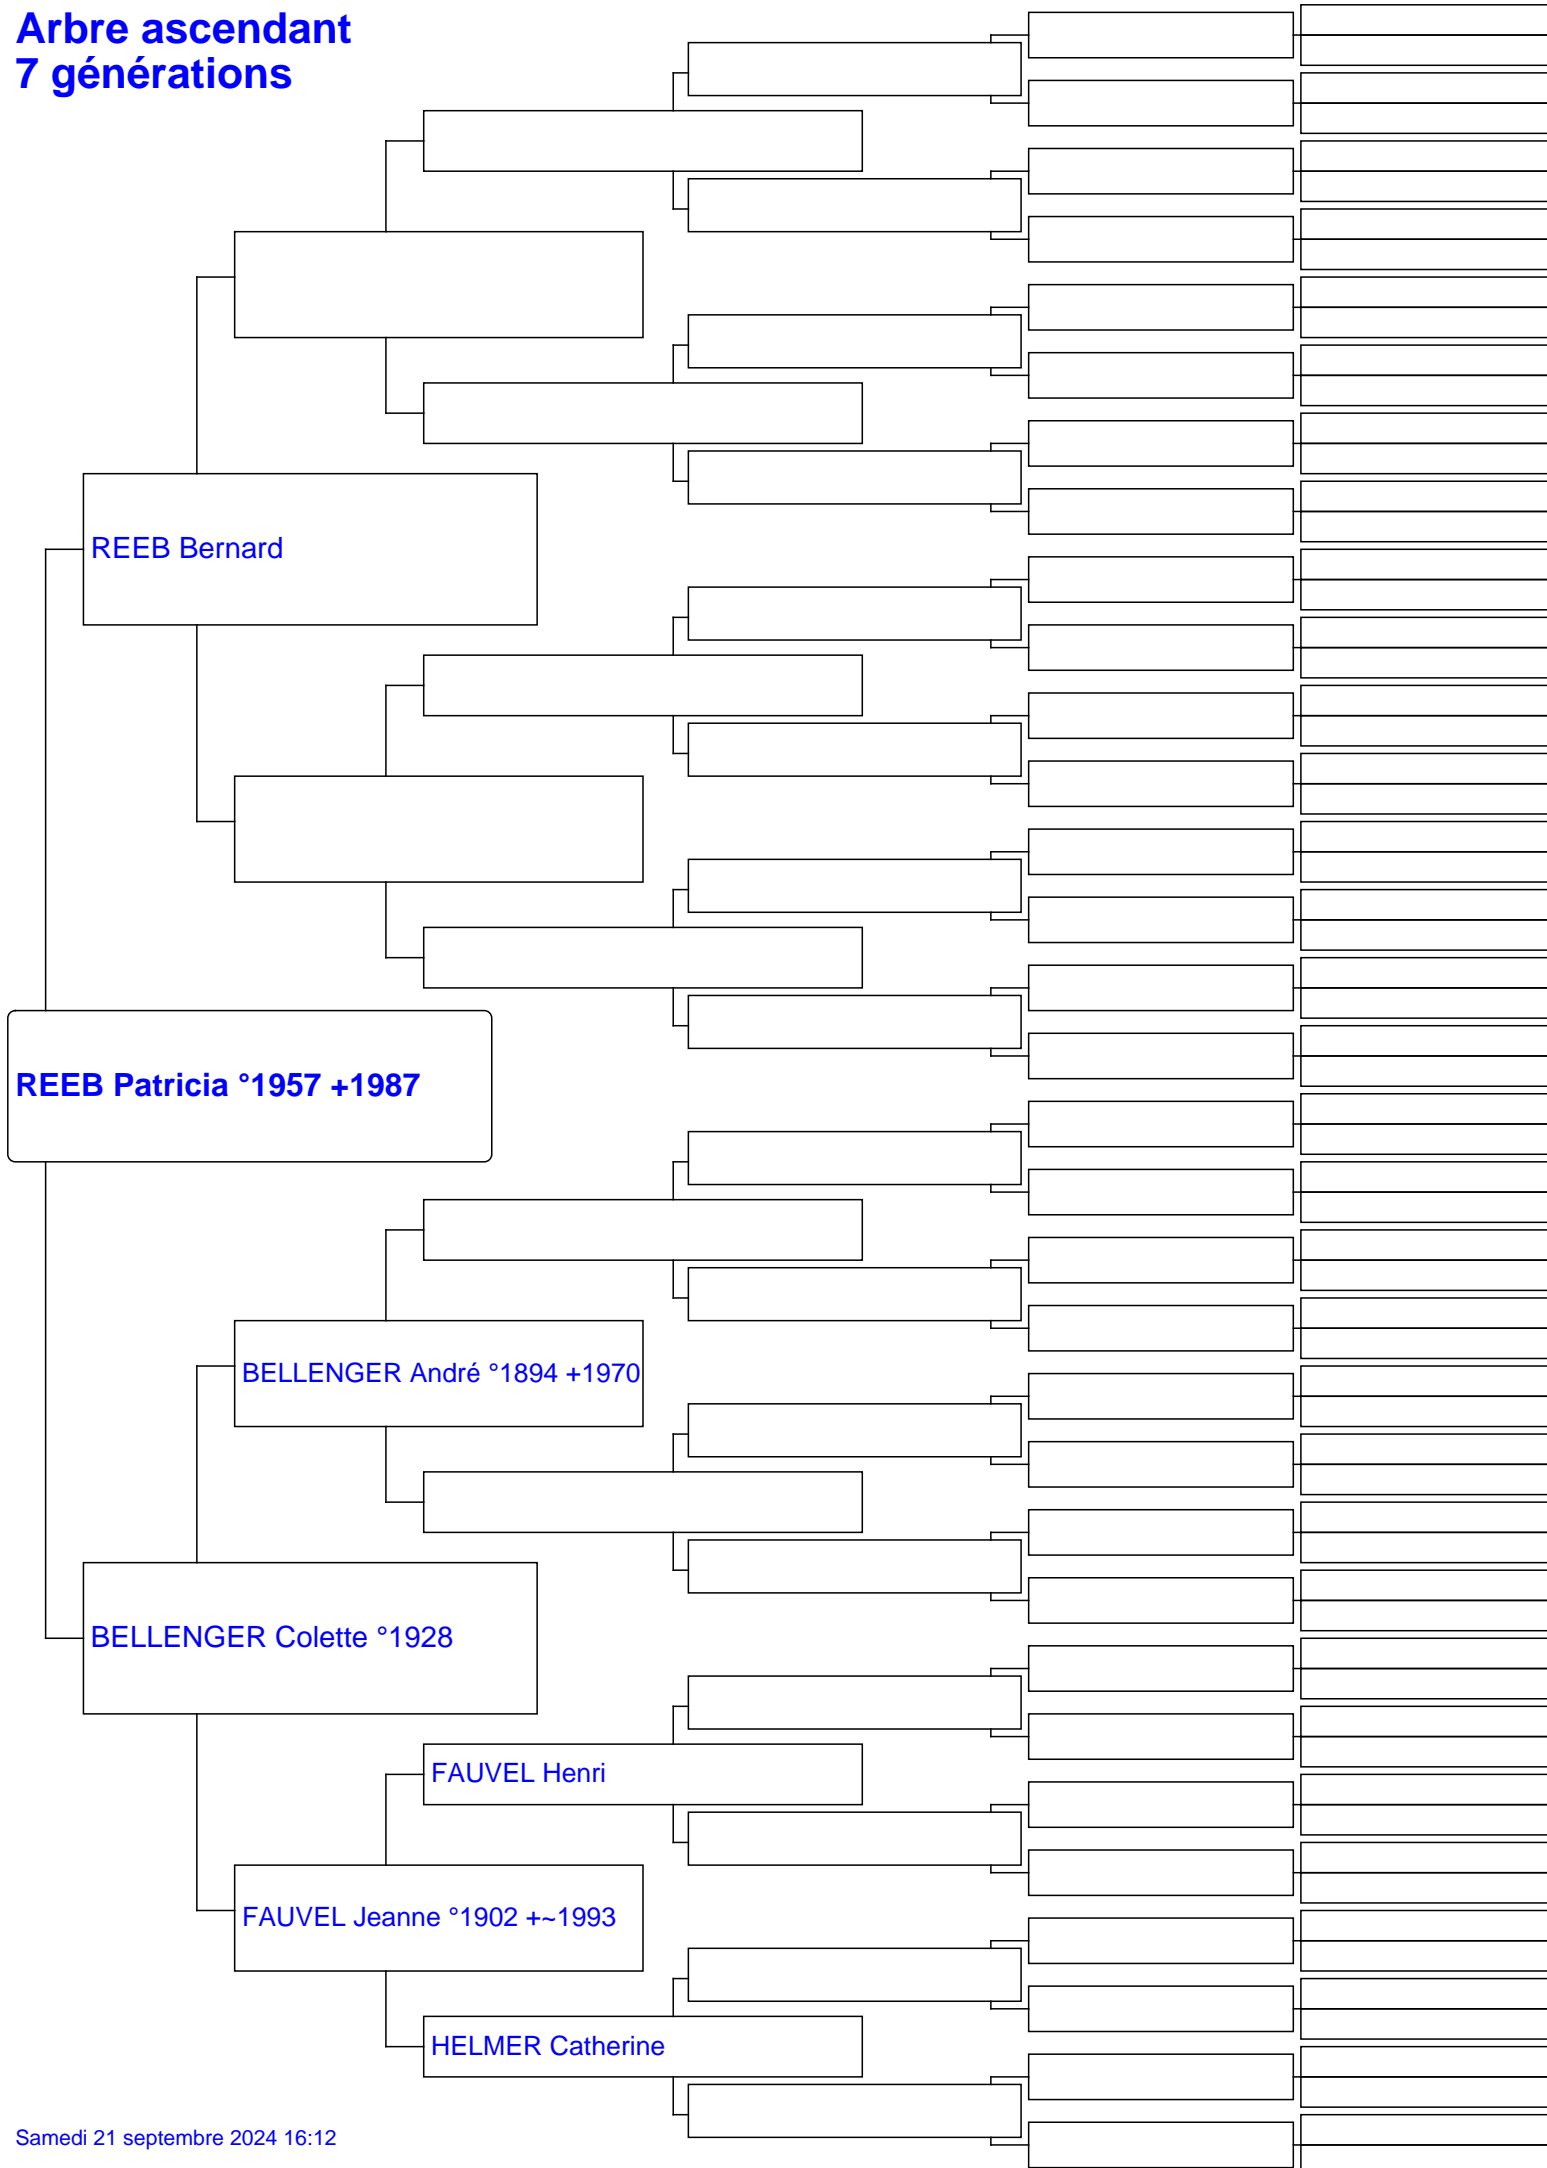 Arbre ascendant
7 générations
REEB Bernard
REEB Patricia °1957 +1987
BELLENGER André °1894 +1970
BELLENGER Colette °1928
FAUVEL Henri
FAUVEL Jeanne °1902 +~1993
HELMER Catherine
Samedi 21 septembre 2024 16:12